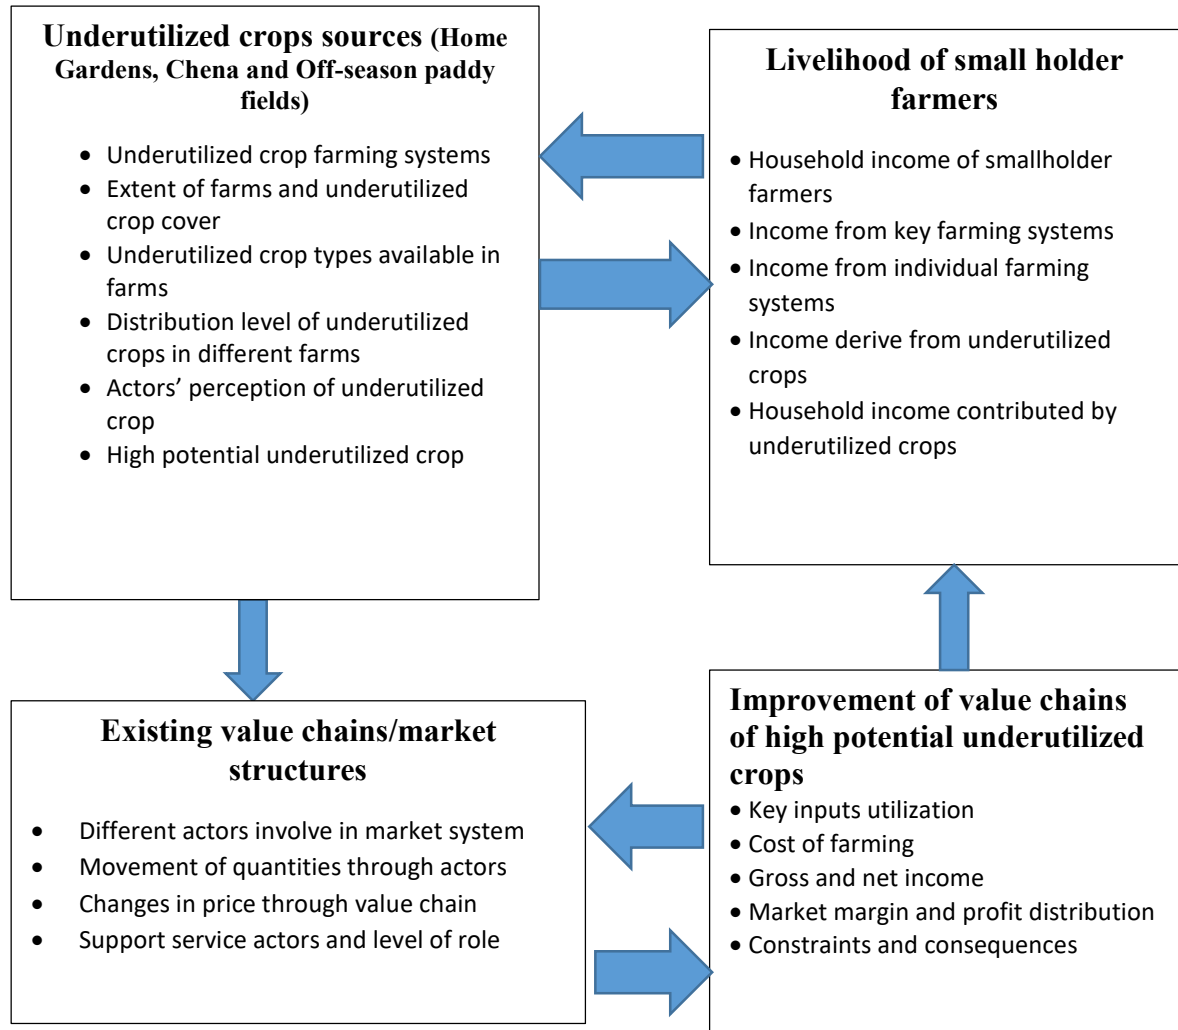 Underutilized crops sources (Home
Gardens, Chena and Off-season paddy
fields)
• Underutilized crop farming systems
• Extent of farms and underutilized
crop cover
• Underutilized crop types available in
farms
• Distribution level of underutilized
crops in different farms
• Actors’ perception of underutilized
crop
• High potential underutilized crop
Livelihood of small holder
farmers
• Household income of smallholder
farmers
• Income from key farming systems
• Income from individual farming
systems
• Income derive from underutilized
crops
• Household income contributed by
underutilized crops
Existing value chains/market
structures
• Different actors involve in market system
• Movement of quantities through actors
• Changes in price through value chain
• Support service actors and level of role
Improvement of value chains
of high potential underutilized
crops
• Key inputs utilization
• Cost of farming
• Gross and net income
• Market margin and profit distribution
• Constraints and consequences